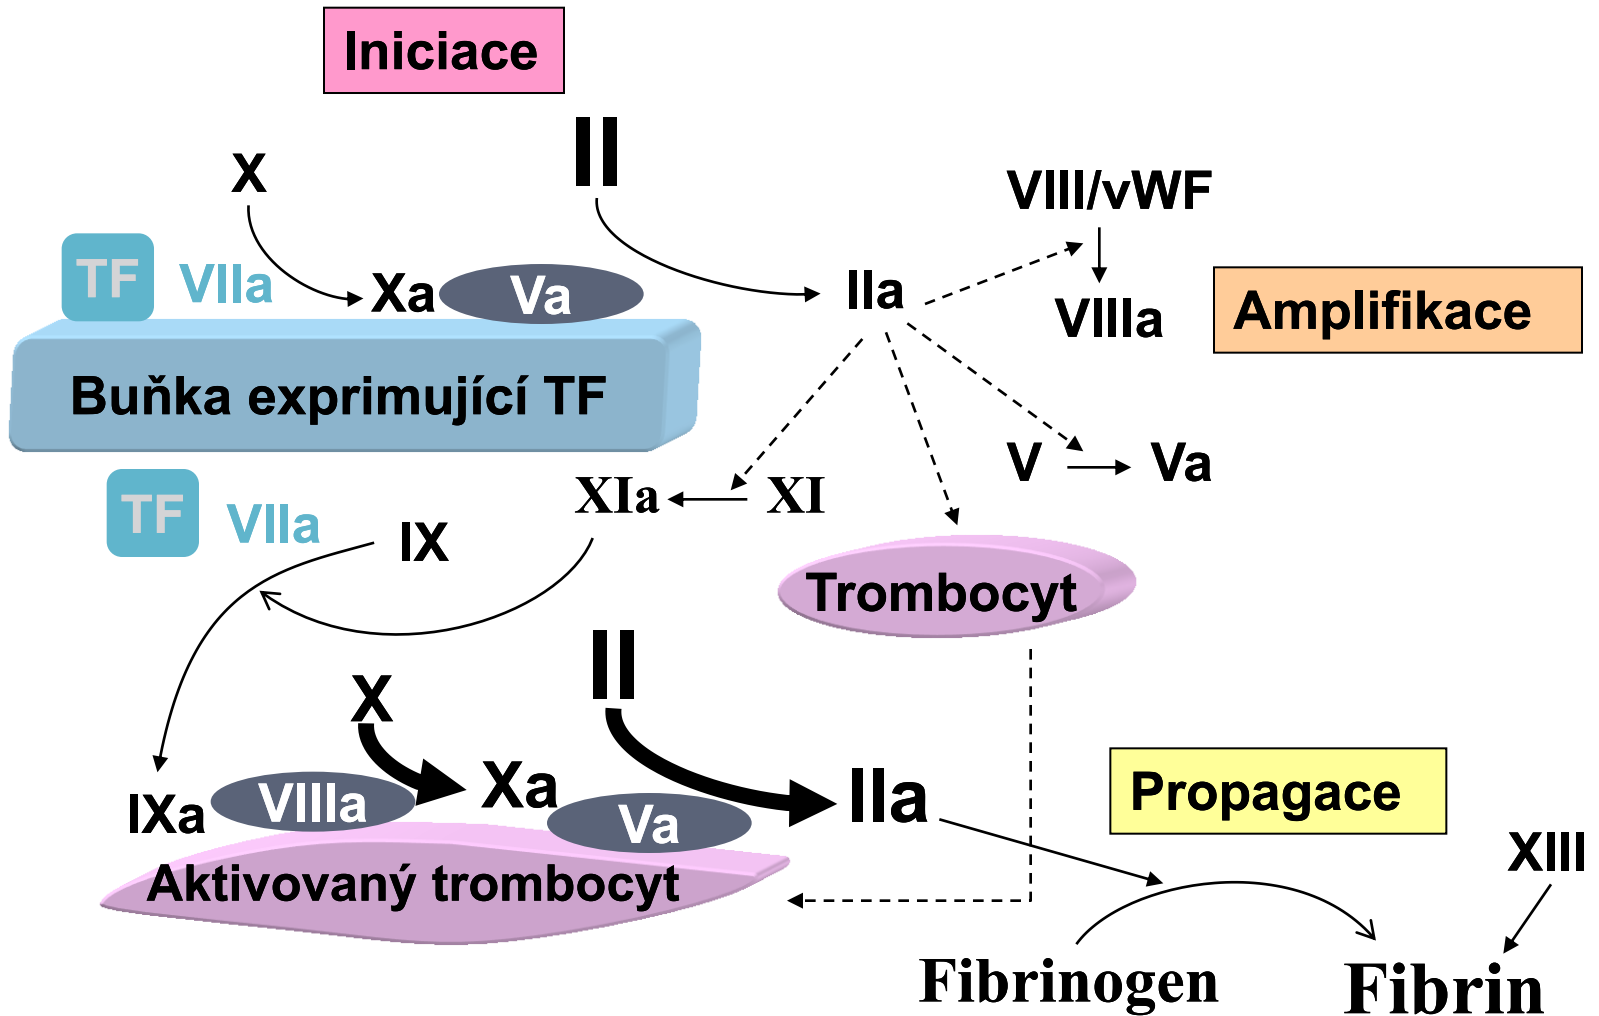 Iniciace
II
X
VIII/vWF
TF
VIIa
Xa
Va
IIa
VIIIa
Amplifikace
Buňka exprimující TF
V
Va
TF
VIIa
IX
XIa
XI
Trombocyt
II
X
IXa
VIIIa
Xa
Va
IIa
Propagace
XIII
Aktivovaný trombocyt
Fibrinogen
Fibrin